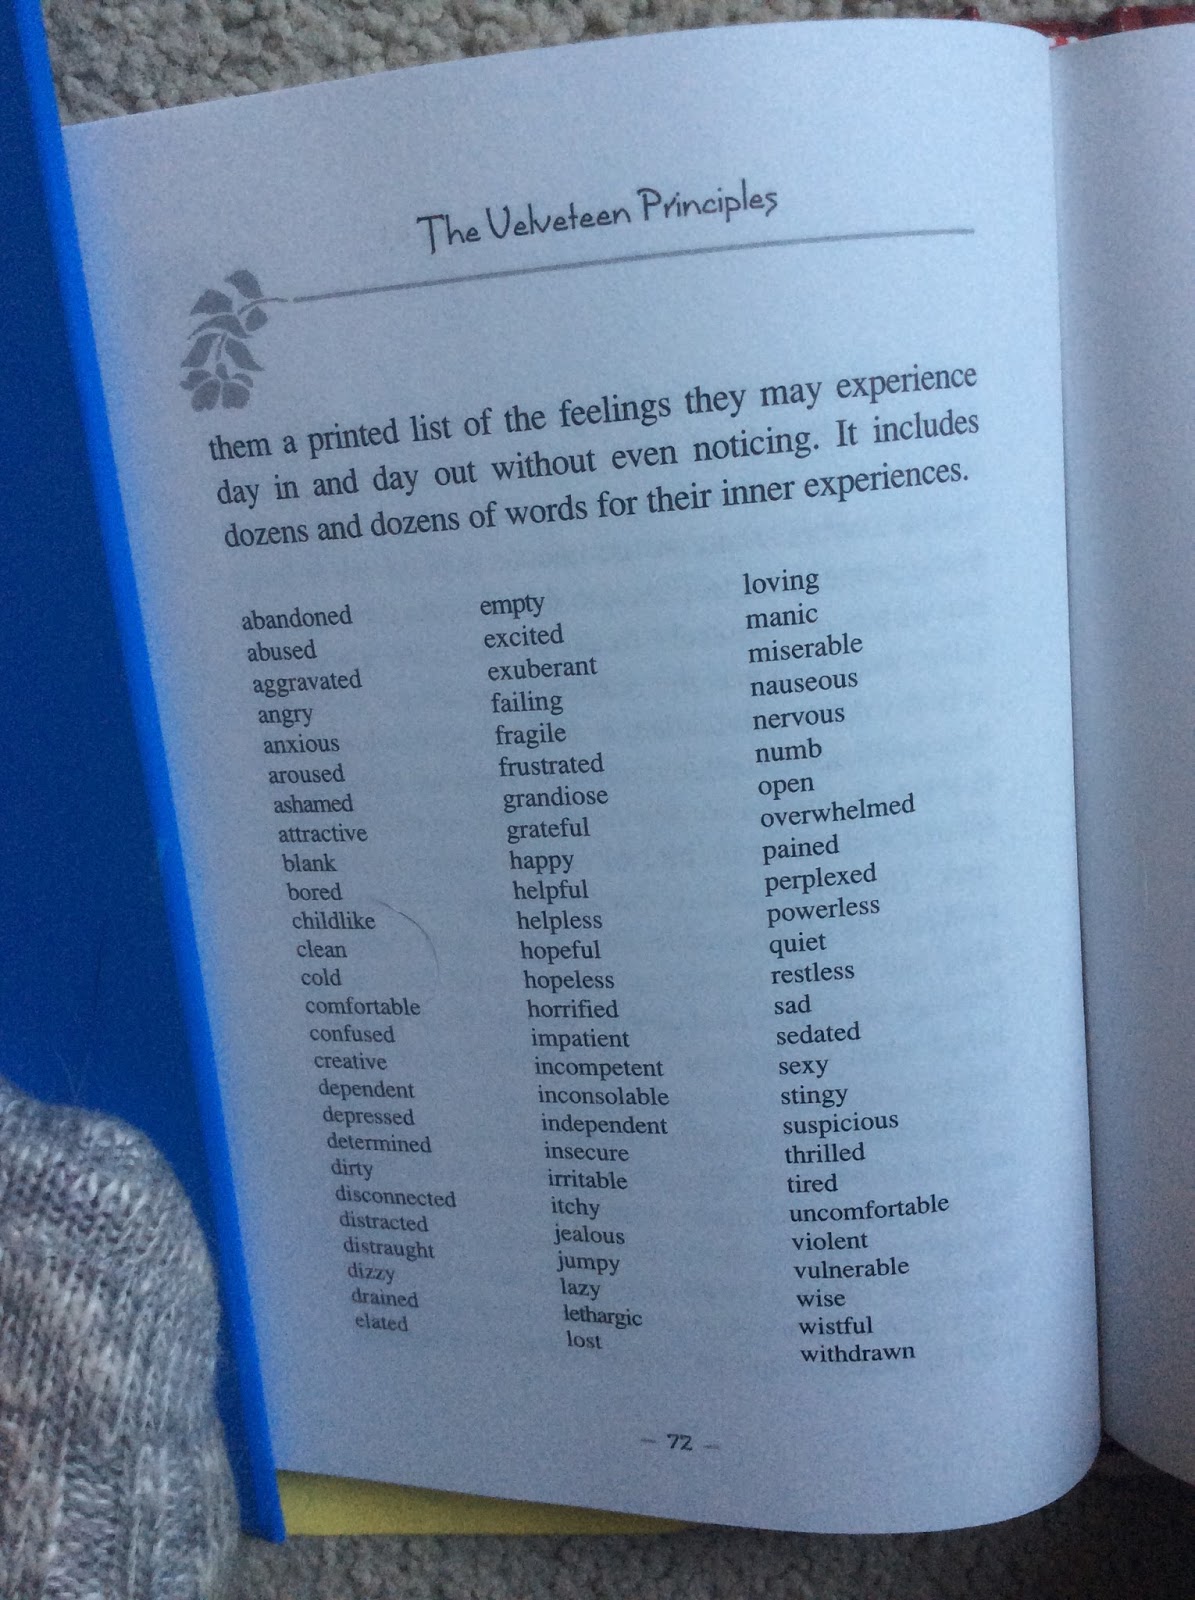 The Velveteen Principles
them a printed list of the feelings they may experience
day in and day out without even noticing. It includes
dozens and dozens of words for their inner experiences.
abandoned
abused
aggravated
angry
anxious
aroused
ashamed
attractive
blank
bored
childlike
clean
cold
comfortable
confused
creative
dependent
depressed
determined
dirty
disconnected
distracted
distraught
dizzy
drained
elated
empty
excited
exuberant
failing
fragile
frustrated
grandiose
grateful
happy
helpful
helpless
hopeful
hopeless
horrified
impatient
incompetent
inconsolable
independent
insecure
irritable
itchy
jealous
jumpy
lazy
lethargic
lost
loving
manic
miserable
nauseous
nervous
numb
open
overwhelmed
pained
perplexed
powerless
quiet
restless
sad
sedated
sexy
stingy
suspicious
thrilled
tired
uncomfortable
violent
vulnerable
wise
wistful
withdrawn
— 72 —